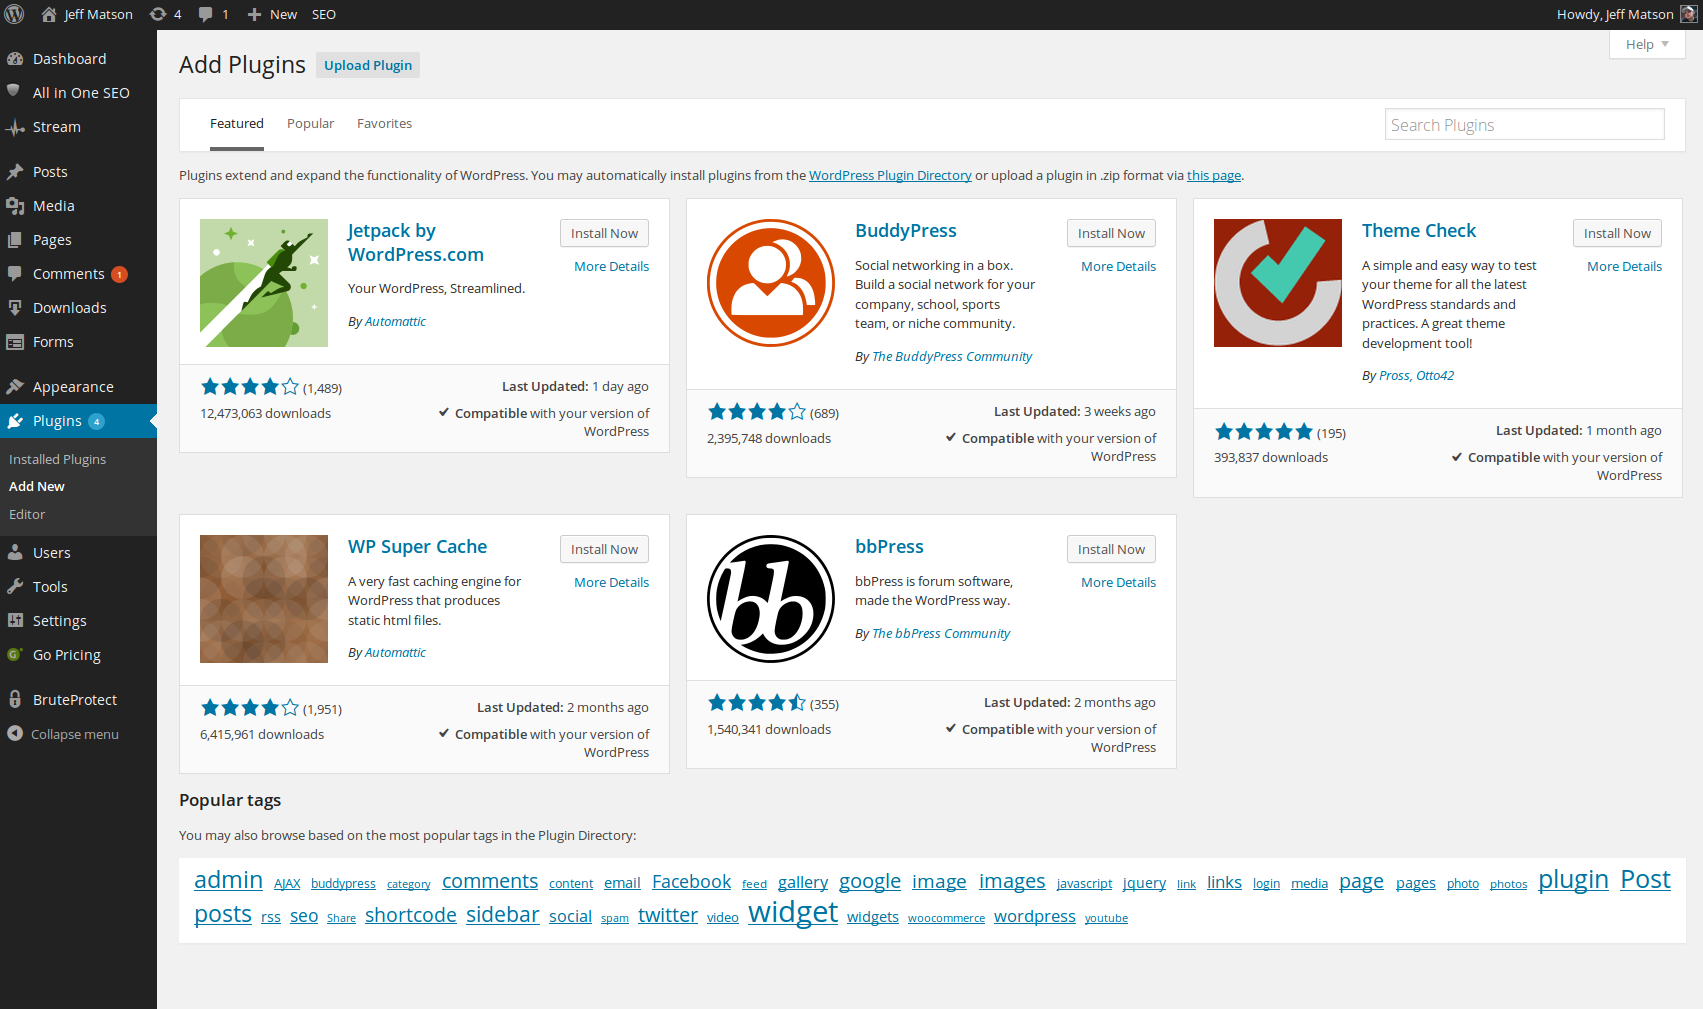 Jeff Matson 4 1 New SEO
Howdy, Jeff Matson
Help
Dashboard
All in One SEO
Stream
Posts
Media
Pages
Comments 1
Downloads
Forms
Appearance
Plugins 4
Installed Plugins
Add New
Editor
Users
Tools
Settings
Go Pricing
BruteProtect
Collapse menu
Add Plugins Upload Plugin
Featured Popular Favorites
Search Plugins
Plugins extend and expand the functionality of WordPress. You may automatically install plugins from the WordPress Plugin Directory or upload a plugin in .zip format via this page.
Jetpack by
WordPress.com
Install Now
More Details
Your WordPress, Streamlined.
By Automattic
(1,489)
12,473,063 downloads
Last Updated: 1 day ago
Compatible with your version of
WordPress
BuddyPress
Install Now
More Details
Social networking in a box.
Build a social network for your
company, school, sports
team, or niche community.
By The BuddyPress Community
(689)
2,395,748 downloads
Last Updated: 3 weeks ago
Compatible with your version of
WordPress
Theme Check
Install Now
More Details
A simple and easy way to test
your theme for all the latest
WordPress standards and
practices. A great theme
development tool!
By Pross, Otto42
(195)
393,837 downloads
Last Updated: 1 month ago
Compatible with your version of
WordPress
WP Super Cache
Install Now
More Details
A very fast caching engine for
WordPress that produces
static html files.
By Automattic
(1,951)
6,415,961 downloads
Last Updated: 2 months ago
Compatible with your version of
WordPress
bb
bbPress
Install Now
More Details
bbPress is forum software,
made the WordPress way.
By The bbPress Community
(355)
1,540,341 downloads
Last Updated: 2 months ago
Compatible with your version of
WordPress
Popular tags
You may also browse based on the most popular tags in the Plugin Directory:
admin AJAX buddypress category comments content email Facebook feed gallery google image images javascript jquery link links login media page pages photo photos plugin Post
posts rss seo Share shortcode sidebar social spam twitter video widget widgets woocommerce wordpress youtube